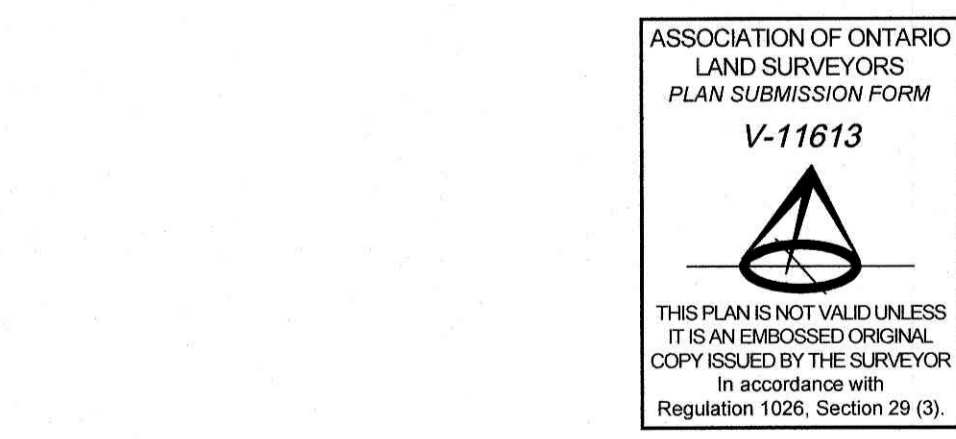 ASSOCIATION OF ONTARIO
LAND SURVEYORS
PLAN SUBMISSION FORM
V-11613
THIS PLAN IS NOT VALID UNLESS
IT IS AN EMBOSSED ORIGINAL
COPY ISSUED BY THE SURVEYOR
In accordance with
Regulation 1026, Section 29 (3).